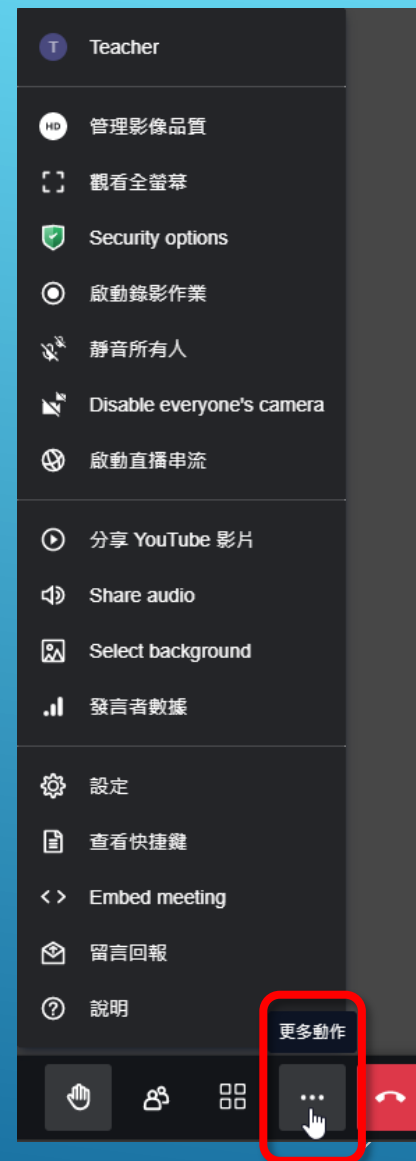 T Teacher
HD 管理影像品質
觀看全螢幕
Security options
啟動錄影作業
靜音所有人
Disable everyone's camera
啟動直播串流
分享 YouTube 影片
Share audio
Select background
發言者數據
設定
查看快捷鍵
Embed meeting
留言回報
說明
更多動作